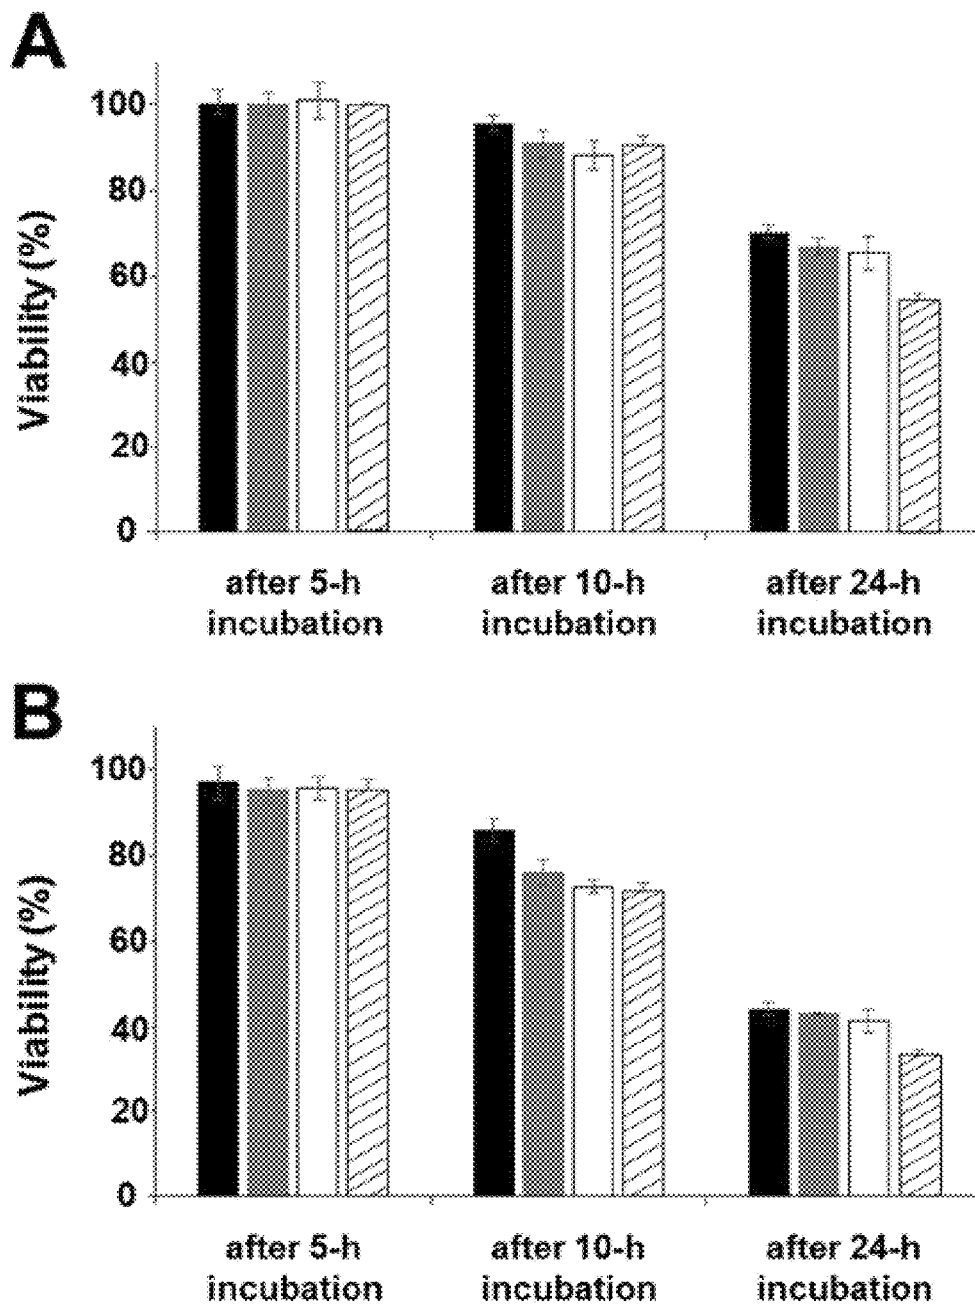 A
100
80
60
40
20
0
Viability (%)
after 5-h
incubation
after 10-h
incubation
after 24-h
incubation
B
100
80
60
40
20
0
Viability (%)
after 5-h
incubation
after 10-h
incubation
after 24-h
incubation